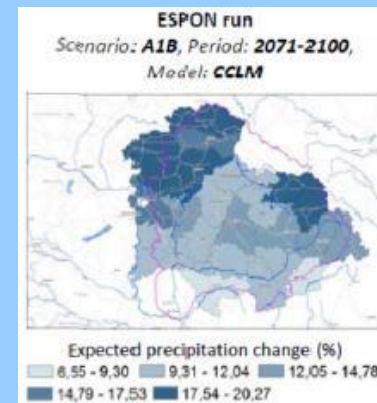 ESPON run
Scenario: A1B, Period: 2071-2100,
Model: CCLM
Expected precipitation change (%)
6,55 - 9,30 9,31 - 12,04 12,05 - 14,78
14,79 - 17,53 17,54 - 20,27